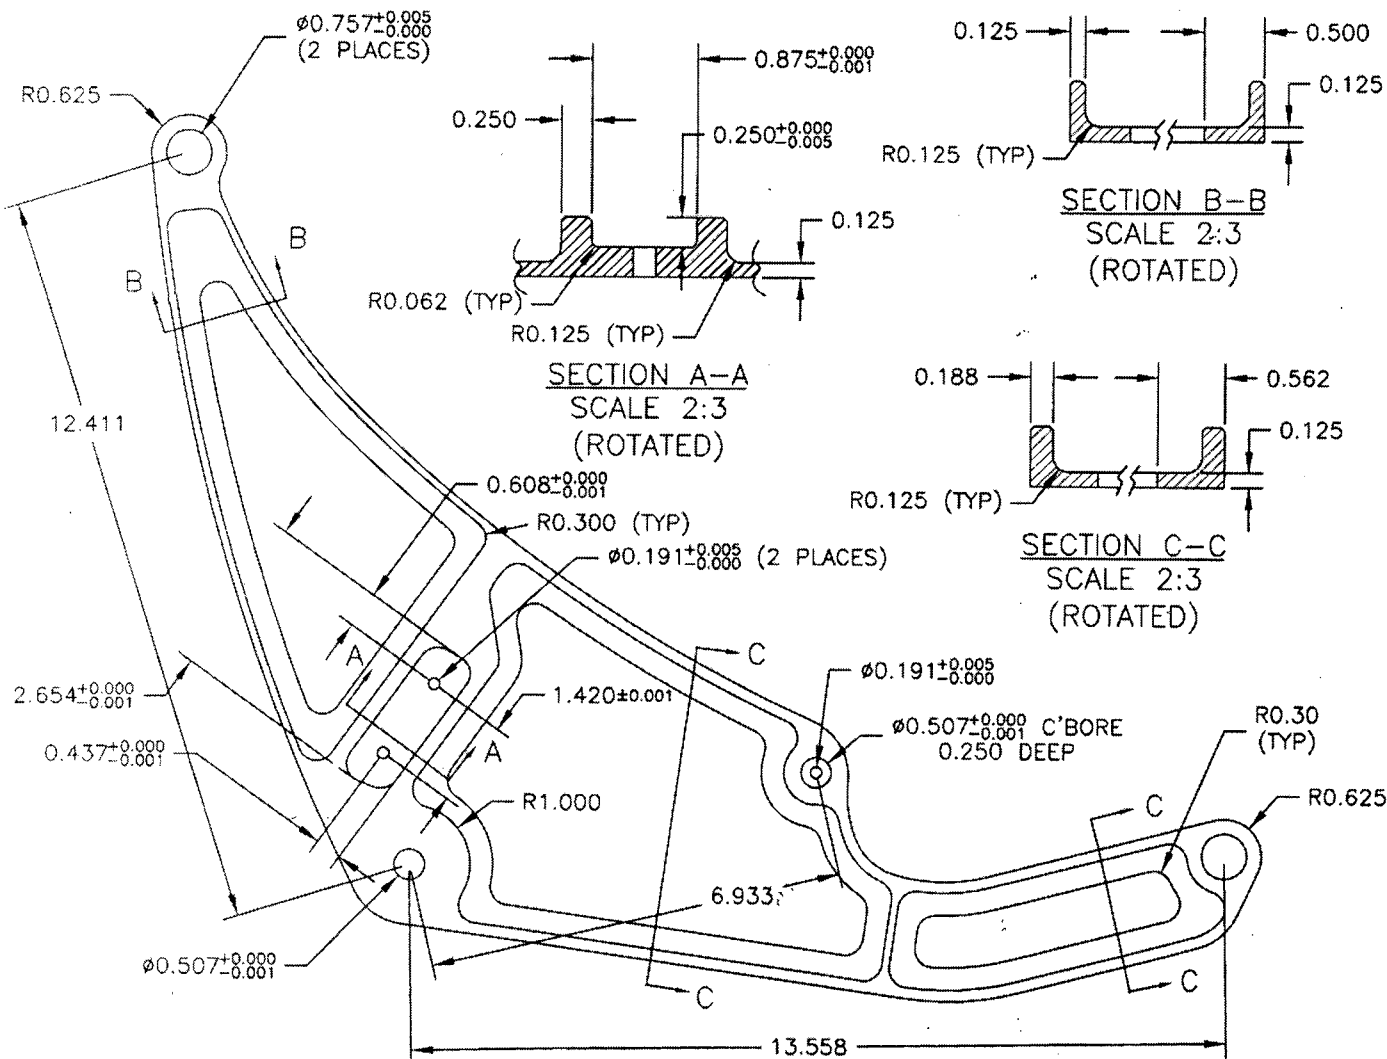 ø0.757+0.005 -0.000
(2 PLACES)
R0.625
0.875+0.000 -0.001
0.250
0.250+0.000 -0.005
0.125
R0.062 (TYP)
R0.125 (TYP)
SECTION A-A
SCALE 2:3
(ROTATED)
0.125
0.500
0.125
R0.125 (TYP)
SECTION B-B
SCALE 2:3
(ROTATED)
0.188
0.562
0.125
R0.125 (TYP)
SECTION C-C
SCALE 2:3
(ROTATED)
B
B
12.411
0.608+0.000 -0.001
R0.300 (TYP)
ø0.191+0.005 -0.000 (2 PLACES)
A
C
2.654+0.000 -0.001
1.420±0.001
ø0.191+0.005 -0.000
0.437+0.000 -0.001
A
ø0.507+0.000 -0.001 C'BORE
0.250 DEEP
R0.30
(TYP)
R1.000
C
R0.625
6.933
ø0.507+0.000 -0.001
C
C
13.558